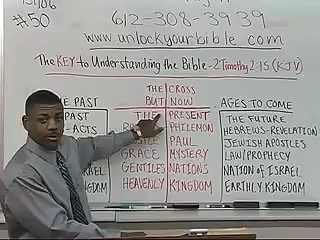 #50
612-308-3939
www.unlockyourbible.com
The KEY to Understanding the Bible - 2 Timothy 2:15 (KJV)
THE CROSS
BUT NOW
PAST
AGES TO COME
PAST
THE PRESENT
THE FUTURE
-ACTS
PHILEMON
HEBREWS-REVELATION
PAUL
JEWISH APOSTLES
GRACE MYSTERY
LAW/PROPHECY
GENTILES NATIONS
NATION OF ISRAEL
HEAVENLY KINGDOM
EARTHLY KINGDOM